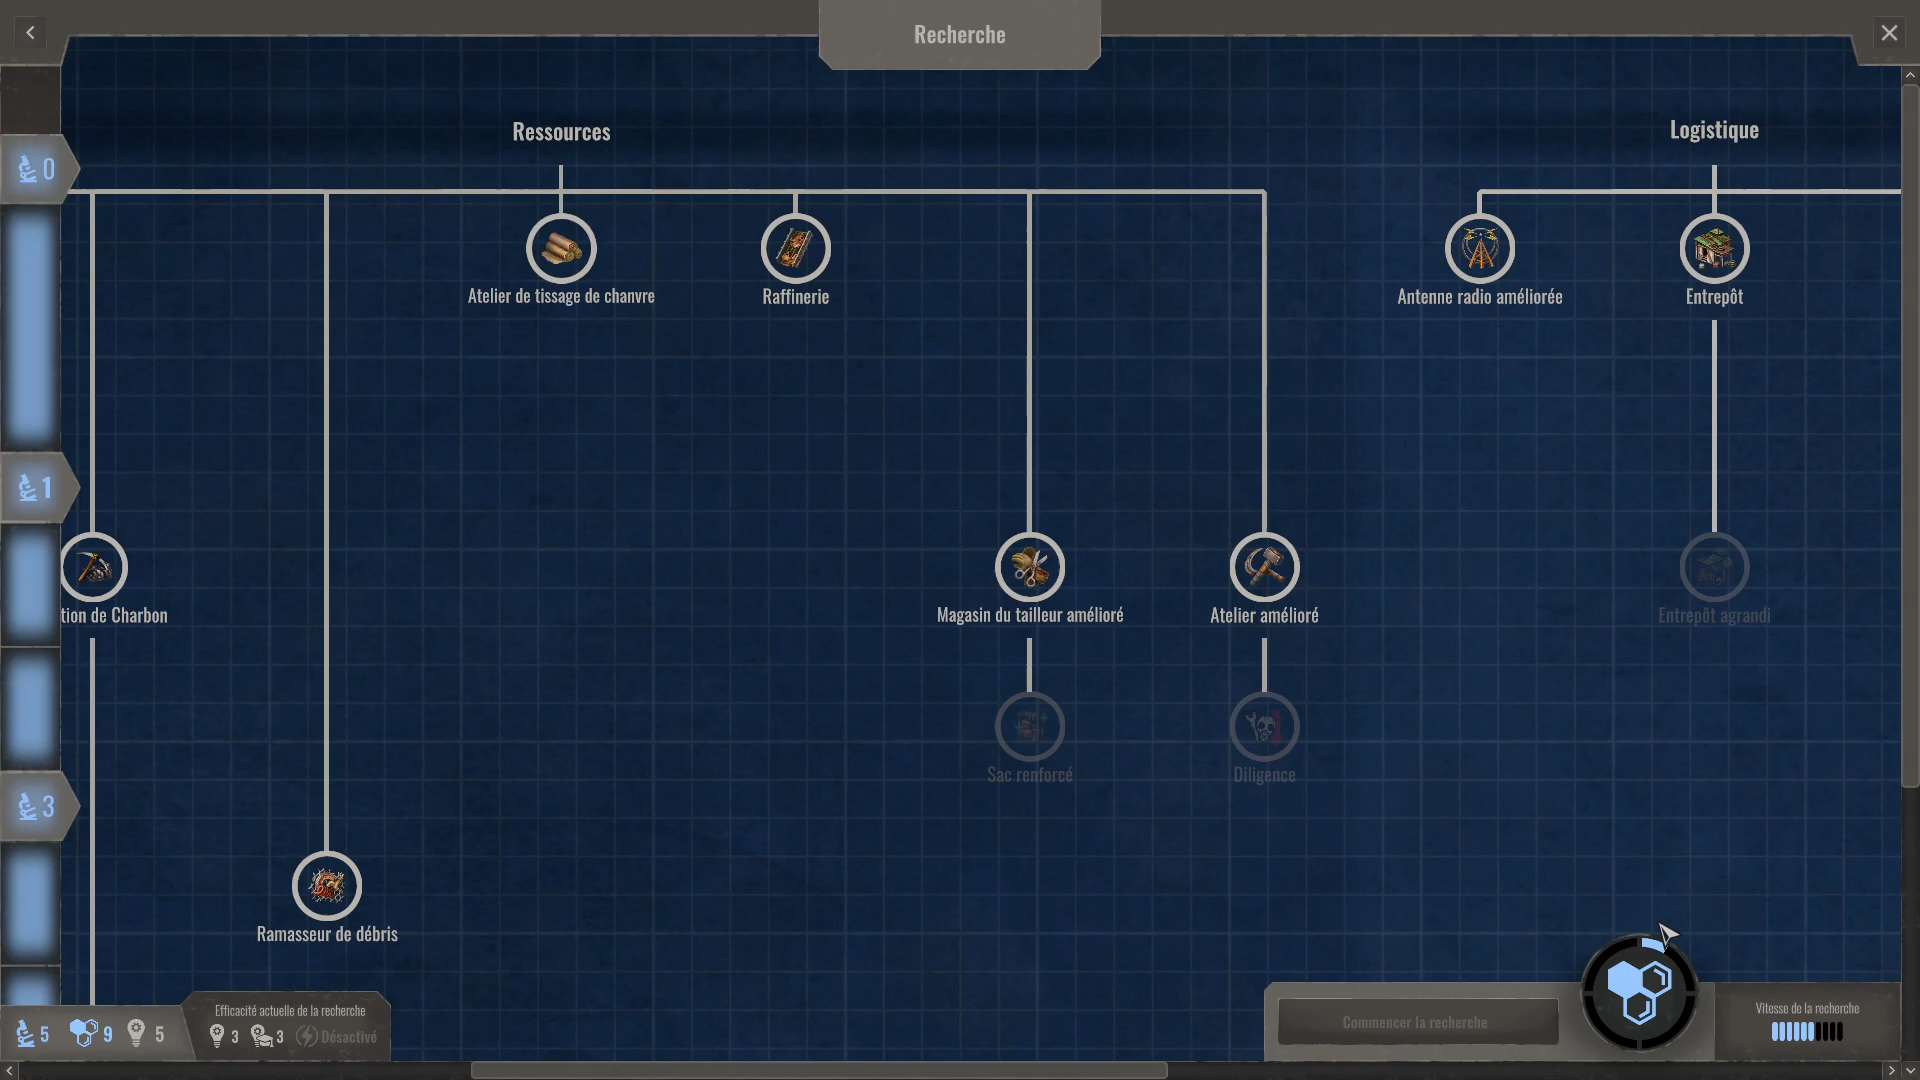 Recherche
Ressources
Logistique
0
Atelier de tissage de chanvre
Raffinerie
Antenne radio améliorée
Entrepôt
1
tion de Charbon
Magasin du tailleur amélioré
Atelier amélioré
Entrepôt agrandi
Sac renforcé
Diligence
3
Ramasseur de débris
Efficacité actuelle de la recherche
5 9 5
3 3 Désactivé
Commencer la recherche
Vitesse de la recherche